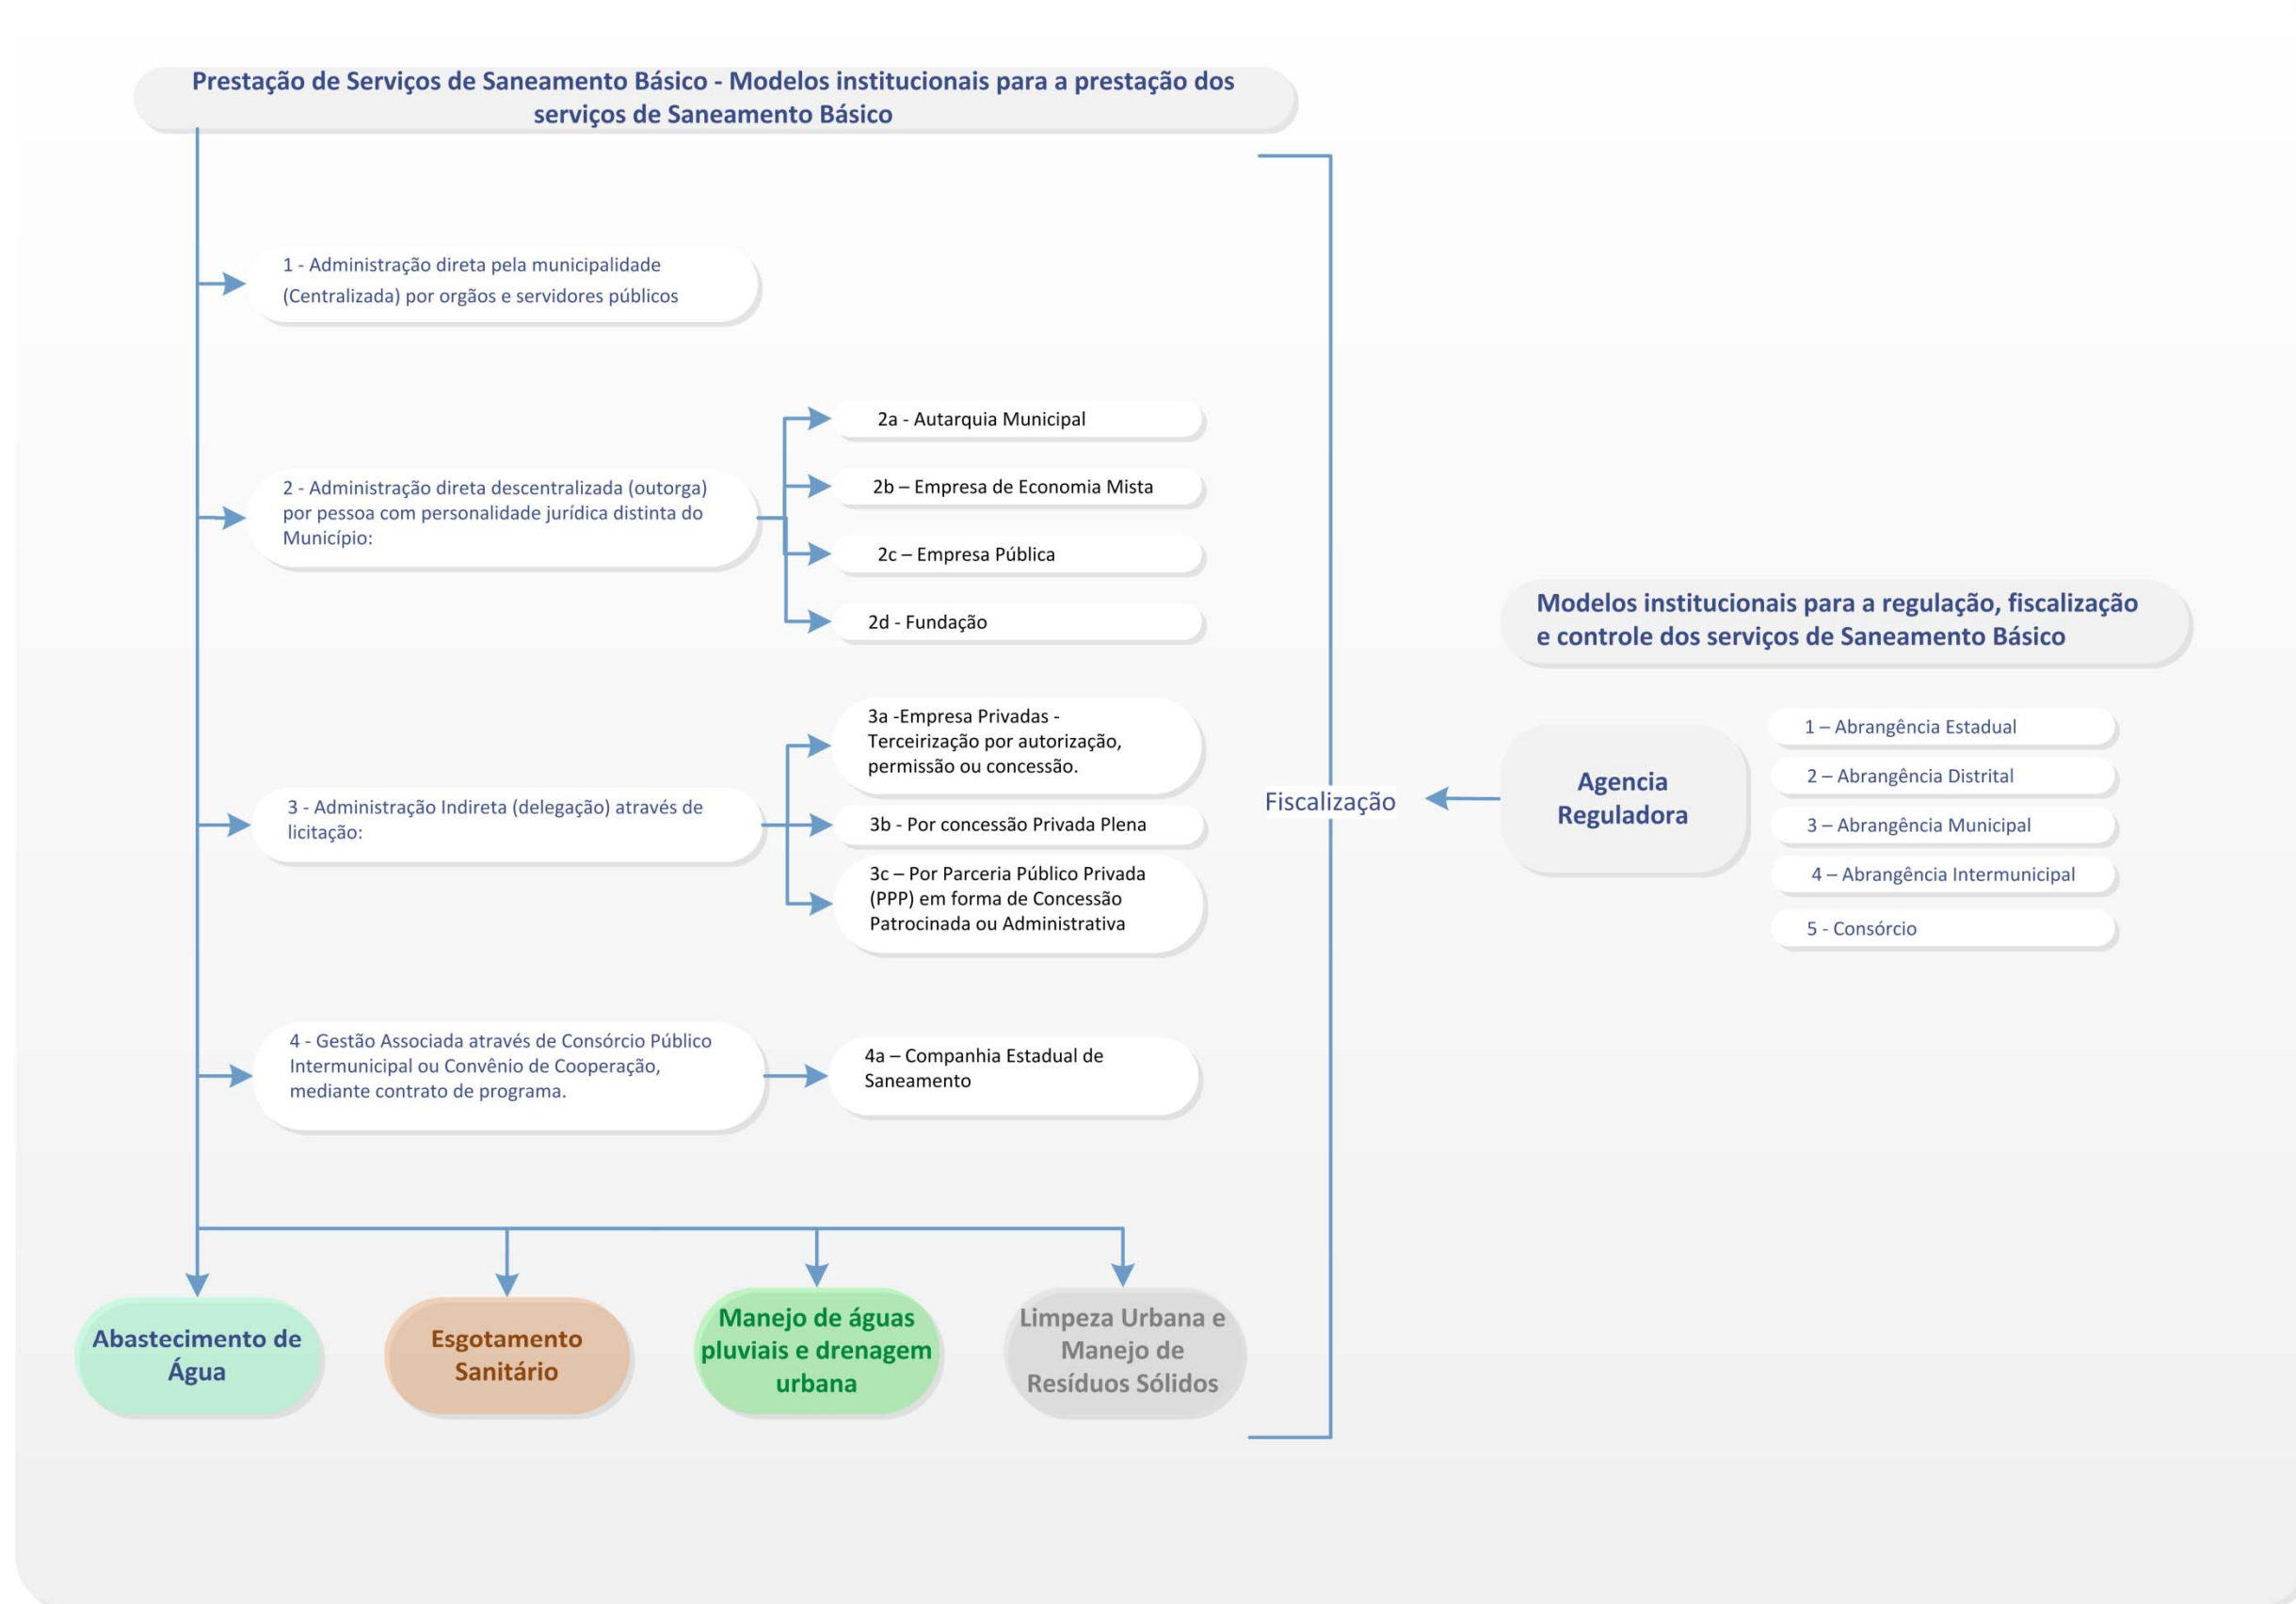 Prestação de Serviços de Saneamento Básico - Modelos institucionais para a prestação dos
serviços de Saneamento Básico
1 - Administração direta pela municipalidade
(Centralizada) por orgãos e servidores públicos
2 - Administração direta descentralizada (outorga)
por pessoa com personalidade jurídica distinta do
Município:
2a - Autarquia Municipal
2b – Empresa de Economia Mista
2c – Empresa Pública
2d - Fundação
3 - Administração Indireta (delegação) através de
licitação:
3a -Empresa Privadas -
Terceirização por autorização,
permissão ou concessão.
3b - Por concessão Privada Plena
3c – Por Parceria Público Privada
(PPP) em forma de Concessão
Patrocinada ou Administrativa
4 - Gestão Associada através de Consórcio Público
Intermunicipal ou Convênio de Cooperação,
mediante contrato de programa.
4a – Companhia Estadual de
Saneamento
Abastecimento de
Água
Esgotamento
Sanitário
Manejo de águas
pluviais e drenagem
urbana
Limpeza Urbana e
Manejo de
Resíduos Sólidos
Fiscalização
Modelos institucionais para a regulação, fiscalização
e controle dos serviços de Saneamento Básico
Agencia
Reguladora
1 – Abrangência Estadual
2 – Abrangência Distrital
3 – Abrangência Municipal
4 – Abrangência Intermunicipal
5 - Consórcio